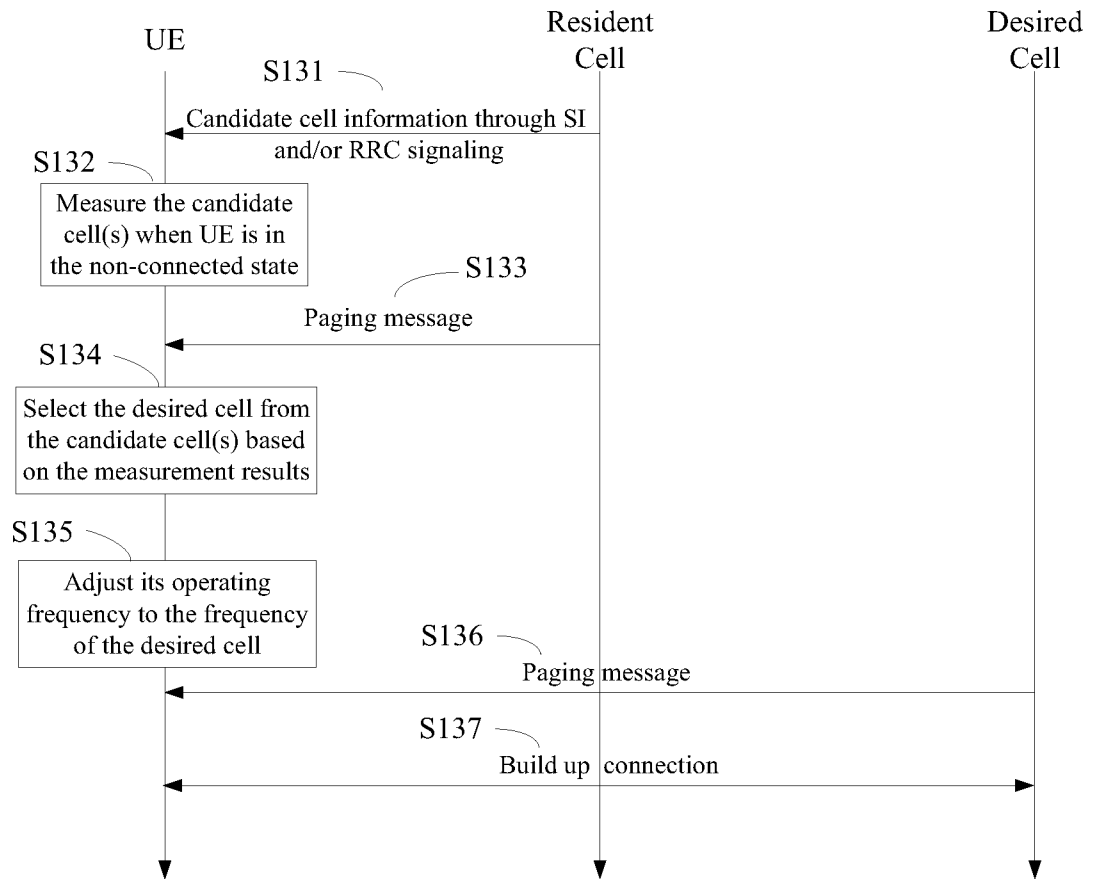 UE
Resident
Cell
Desired
Cell
S131
Candidate cell information through SI
and/or RRC signaling
S132
Measure the candidate
cell(s) when UE is in
the non-connected state
S133
Paging message
S134
Select the desired cell from
the candidate cell(s) based
on the measurement results
S135
Adjust its operating
frequency to the frequency
of the desired cell
S136
Paging message
S137
Build up connection